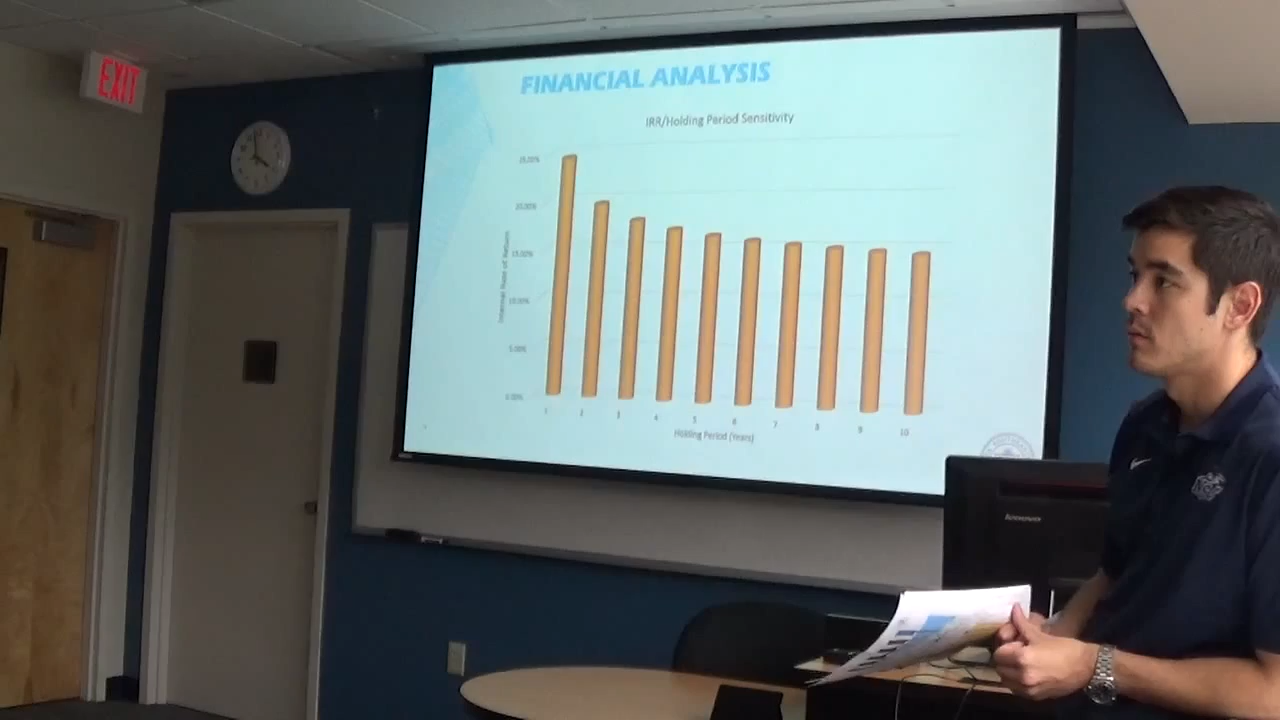 EXIT
FINANCIAL ANALYSIS
IRR/Holding Period Sensitivity
25.00%
20.00%
15.00%
10.00%
5.00%
0.00%
Internal Rate of Return
1 2 3 4 5 6 7 8 9 10
Holding Period (Years)
lenovo